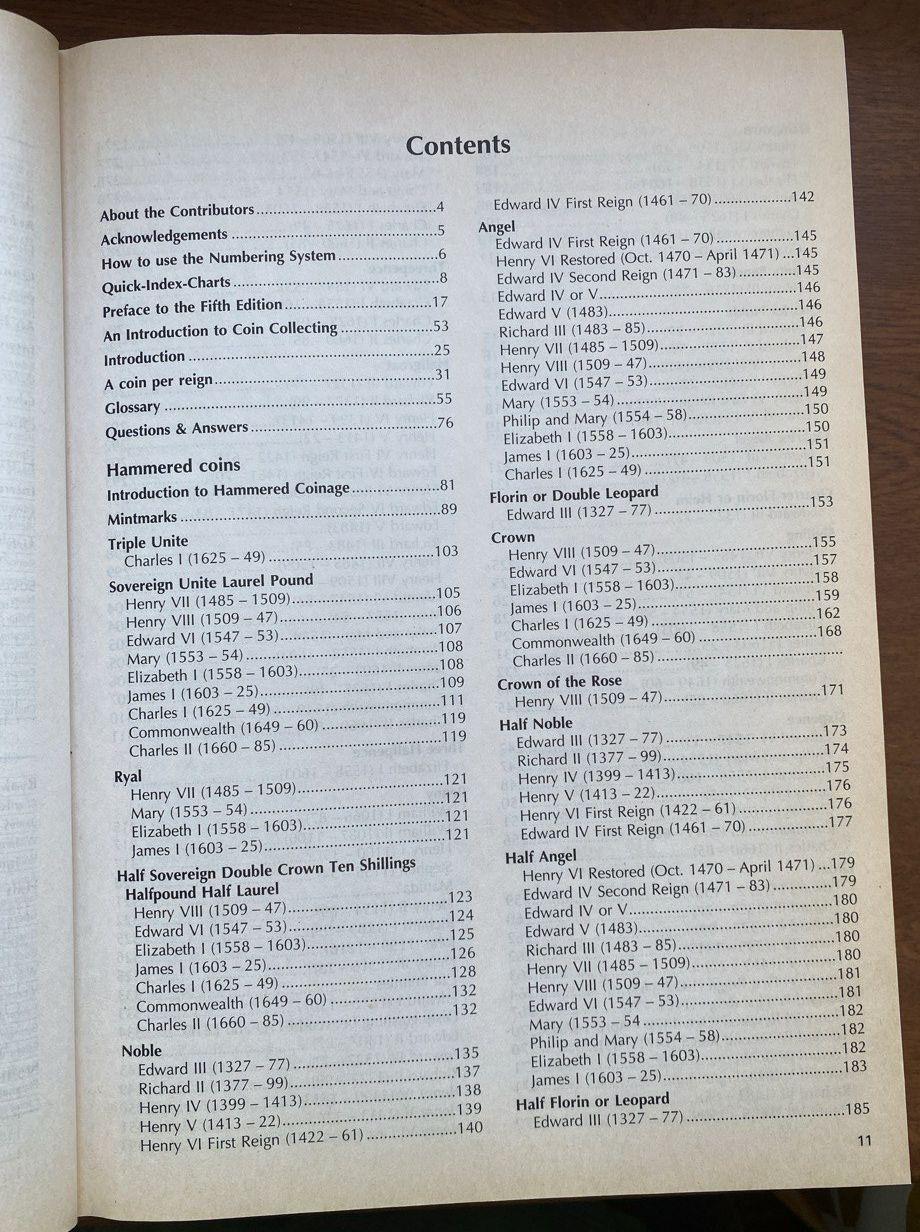 Contents
About the Contributors..........4
Acknowledgements..........5
How to use the Numbering System..........6
Quick-Index-Charts..........8
Preface to the Fifth Edition..........17
An Introduction to Coin Collecting..........53
Introduction..........25
A coin per reign..........31
Glossary..........55
Questions & Answers..........76
Hammered coins
Introduction to Hammered Coinage..........81
Mintmarks..........89
Triple Unite
Charles I (1625 – 49)..........103
Sovereign Unite Laurel Pound
Henry VII (1485 – 1509)..........105
Henry VIII (1509 – 47)..........106
Edward VI (1547 – 53)..........107
Mary (1553 – 54)..........108
Elizabeth I (1558 – 1603)..........108
James I (1603 – 25)..........109
Charles I (1625 – 49)..........111
Commonwealth (1649 – 60)..........119
Charles II (1660 – 85)..........119
Ryal
Henry VII (1485 – 1509)..........121
Mary (1553 – 54)..........121
Elizabeth I (1558 – 1603)..........121
James I (1603 – 25)..........121
Half Sovereign Double Crown Ten Shillings
Halfpound Half Laurel
Henry VIII (1509 – 47)..........123
Edward VI (1547 – 53)..........124
Elizabeth I (1558 – 1603)..........125
James I (1603 – 25)..........126
Charles I (1625 – 49)..........128
Commonwealth (1649 – 60)..........132
Charles II (1660 – 85)..........132
Noble
Edward III (1327 – 77)..........135
Richard II (1377 – 99)..........137
Henry IV (1399 – 1413)..........138
Henry V (1413 – 22)..........139
Henry VI First Reign (1422 – 61)..........140
Edward IV First Reign (1461 – 70)..........142
Angel
Edward IV First Reign (1461 – 70)..........145
Henry VI Restored (Oct. 1470 – April 1471)...145
Edward IV Second Reign (1471 – 83)..........145
Edward IV or V..........146
Edward V (1483)..........146
Richard III (1483 – 85)..........146
Henry VII (1485 – 1509)..........147
Henry VIII (1509 – 47)..........148
Edward VI (1547 – 53)..........149
Mary (1553 – 54)..........149
Philip and Mary (1554 – 58)..........150
Elizabeth I (1558 – 1603)..........150
James I (1603 – 25)..........151
Charles I (1625 – 49)..........151
Florin or Double Leopard
Edward III (1327 – 77)..........153
Crown
Henry VIII (1509 – 47)..........155
Edward VI (1547 – 53)..........157
Elizabeth I (1558 – 1603)..........158
James I (1603 – 25)..........159
Charles I (1625 – 49)..........162
Commonwealth (1649 – 60)..........168
Charles II (1660 – 85)..........
Crown of the Rose
Henry VIII (1509 – 47)..........171
Half Noble
Edward III (1327 – 77)..........173
Richard II (1377 – 99)..........174
Henry IV (1399 – 1413)..........175
Henry V (1413 – 22)..........176
Henry VI First Reign (1422 – 61)..........176
Edward IV First Reign (1461 – 70)..........177
Half Angel
Henry VI Restored (Oct. 1470 – April 1471)...179
Edward IV Second Reign (1471 – 83)..........179
Edward IV or V..........180
Edward V (1483)..........180
Richard III (1483 – 85)..........180
Henry VII (1485 – 1509)..........180
Henry VIII (1509 – 47)..........181
Edward VI (1547 – 53)..........181
Mary (1553 – 54..........182
Philip and Mary (1554 – 58)..........182
Elizabeth I (1558 – 1603)..........182
James I (1603 – 25)..........183
Half Florin or Leopard
Edward III (1327 – 77)..........185
11